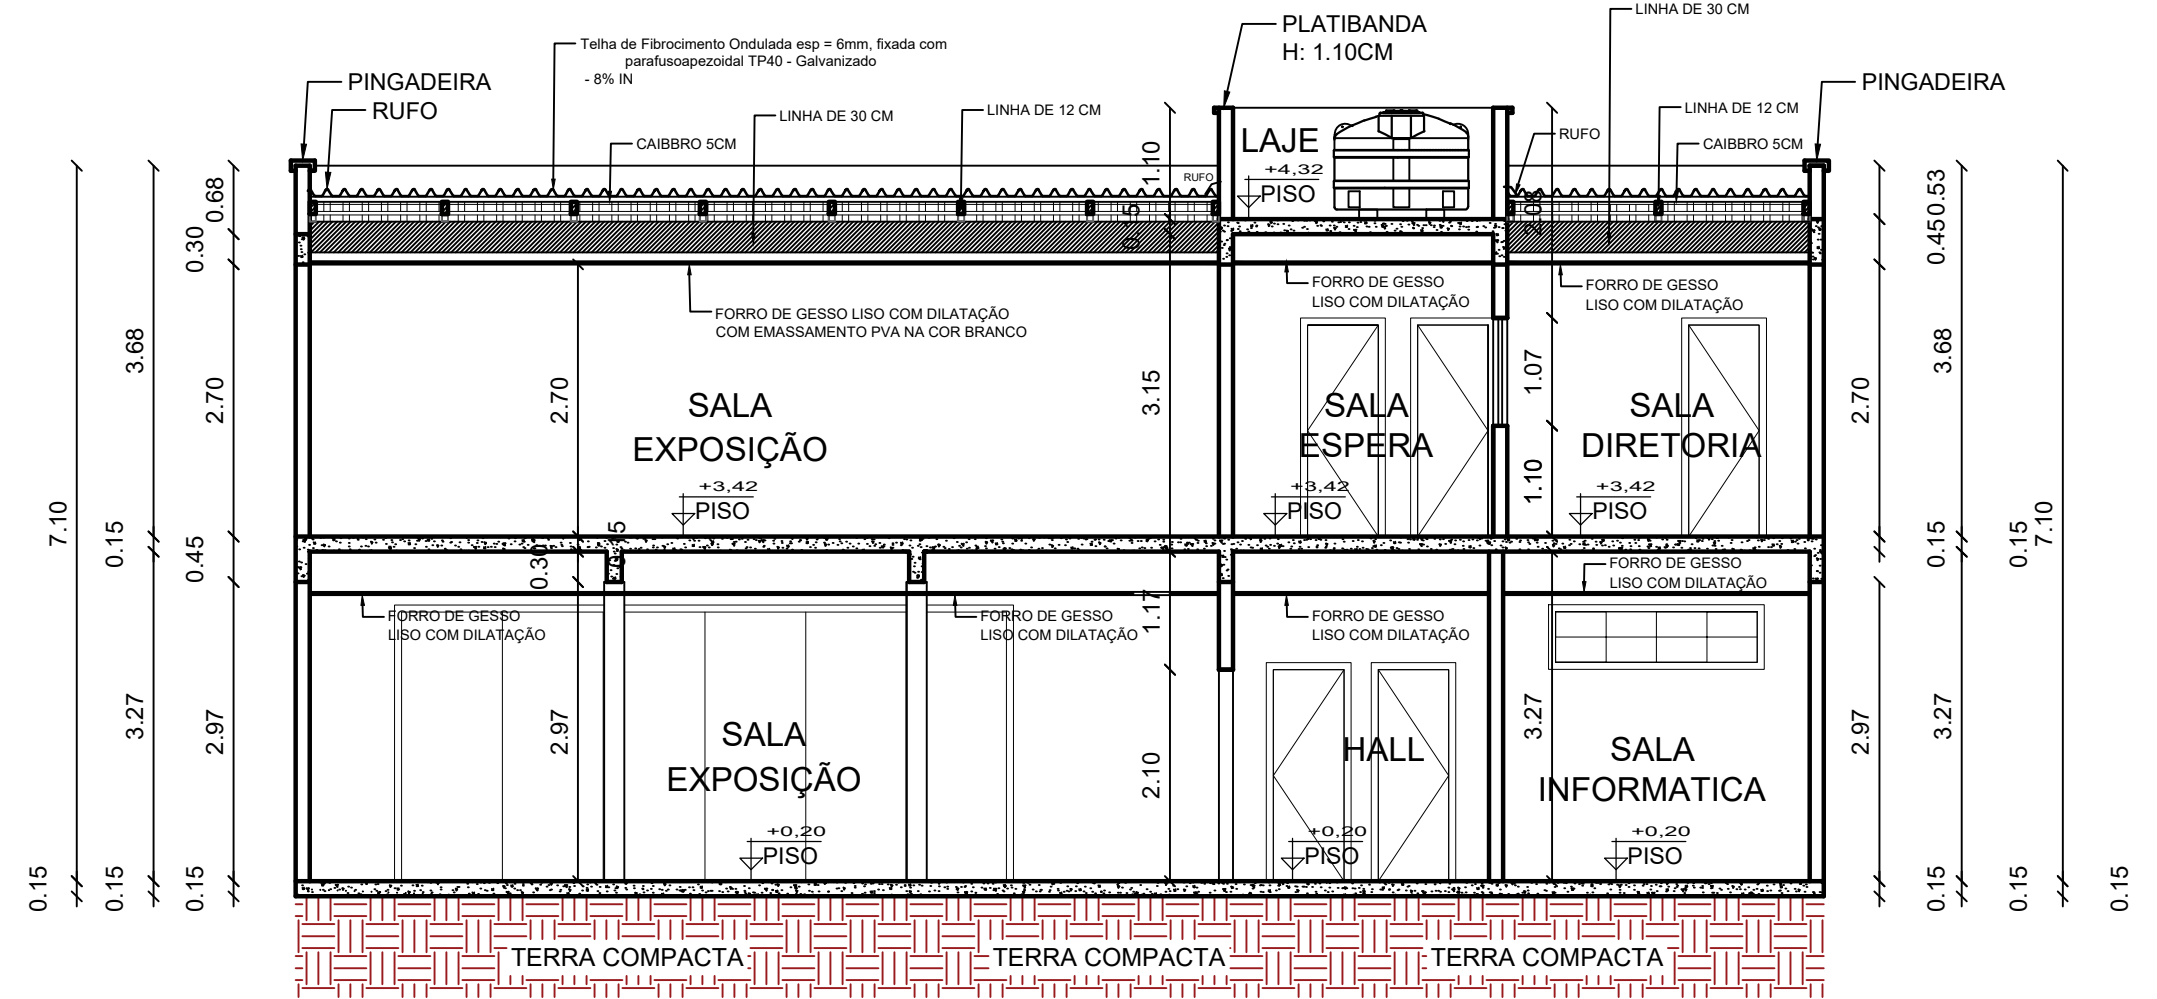 LINHA DE 30 CM
PLATIBANDA
H: 1.10CM
Telha de Fibrocimento Ondulada esp = 6mm, fixada com
parafusoapezoidal TP40 - Galvanizado
- 8% IN
PINGADEIRA
RUFO
LINHA DE 30 CM
LINHA DE 12 CM
CAIBBRO 5CM
LAJE
+4,32
PISO
RUFO
RUFO
LINHA DE 12 CM
CAIBBRO 5CM
PINGADEIRA
0.68
0.30
1.10
0.15
2.08
0.53
0.45
FORRO DE GESSO LISO COM DILATAÇÃO
COM EMASSAMENTO PVA NA COR BRANCO
FORRO DE GESSO
LISO COM DILATAÇÃO
FORRO DE GESSO
LISO COM DILATAÇÃO
3.68
2.70
2.70
3.15
1.07
1.10
2.70
3.68
SALA
EXPOSIÇÃO
+3,42
PISO
SALA
ESPERA
+3,42
PISO
SALA
DIRETORIA
+3,42
PISO
7.10
0.15
0.45
0.30
0.15
0.15
0.15
7.10
FORRO DE GESSO
LISO COM DILATAÇÃO
FORRO DE GESSO
LISO COM DILATAÇÃO
FORRO DE GESSO
LISO COM DILATAÇÃO
FORRO DE GESSO
LISO COM DILATAÇÃO
1.17
3.27
2.97
2.97
2.10
3.27
2.97
3.27
SALA
EXPOSIÇÃO
+0,20
PISO
HALL
+0,20
PISO
SALA
INFORMATICA
+0,20
PISO
0.15
0.15
0.15
0.15
0.15
0.15
TERRA COMPACTA
TERRA COMPACTA
TERRA COMPACTA